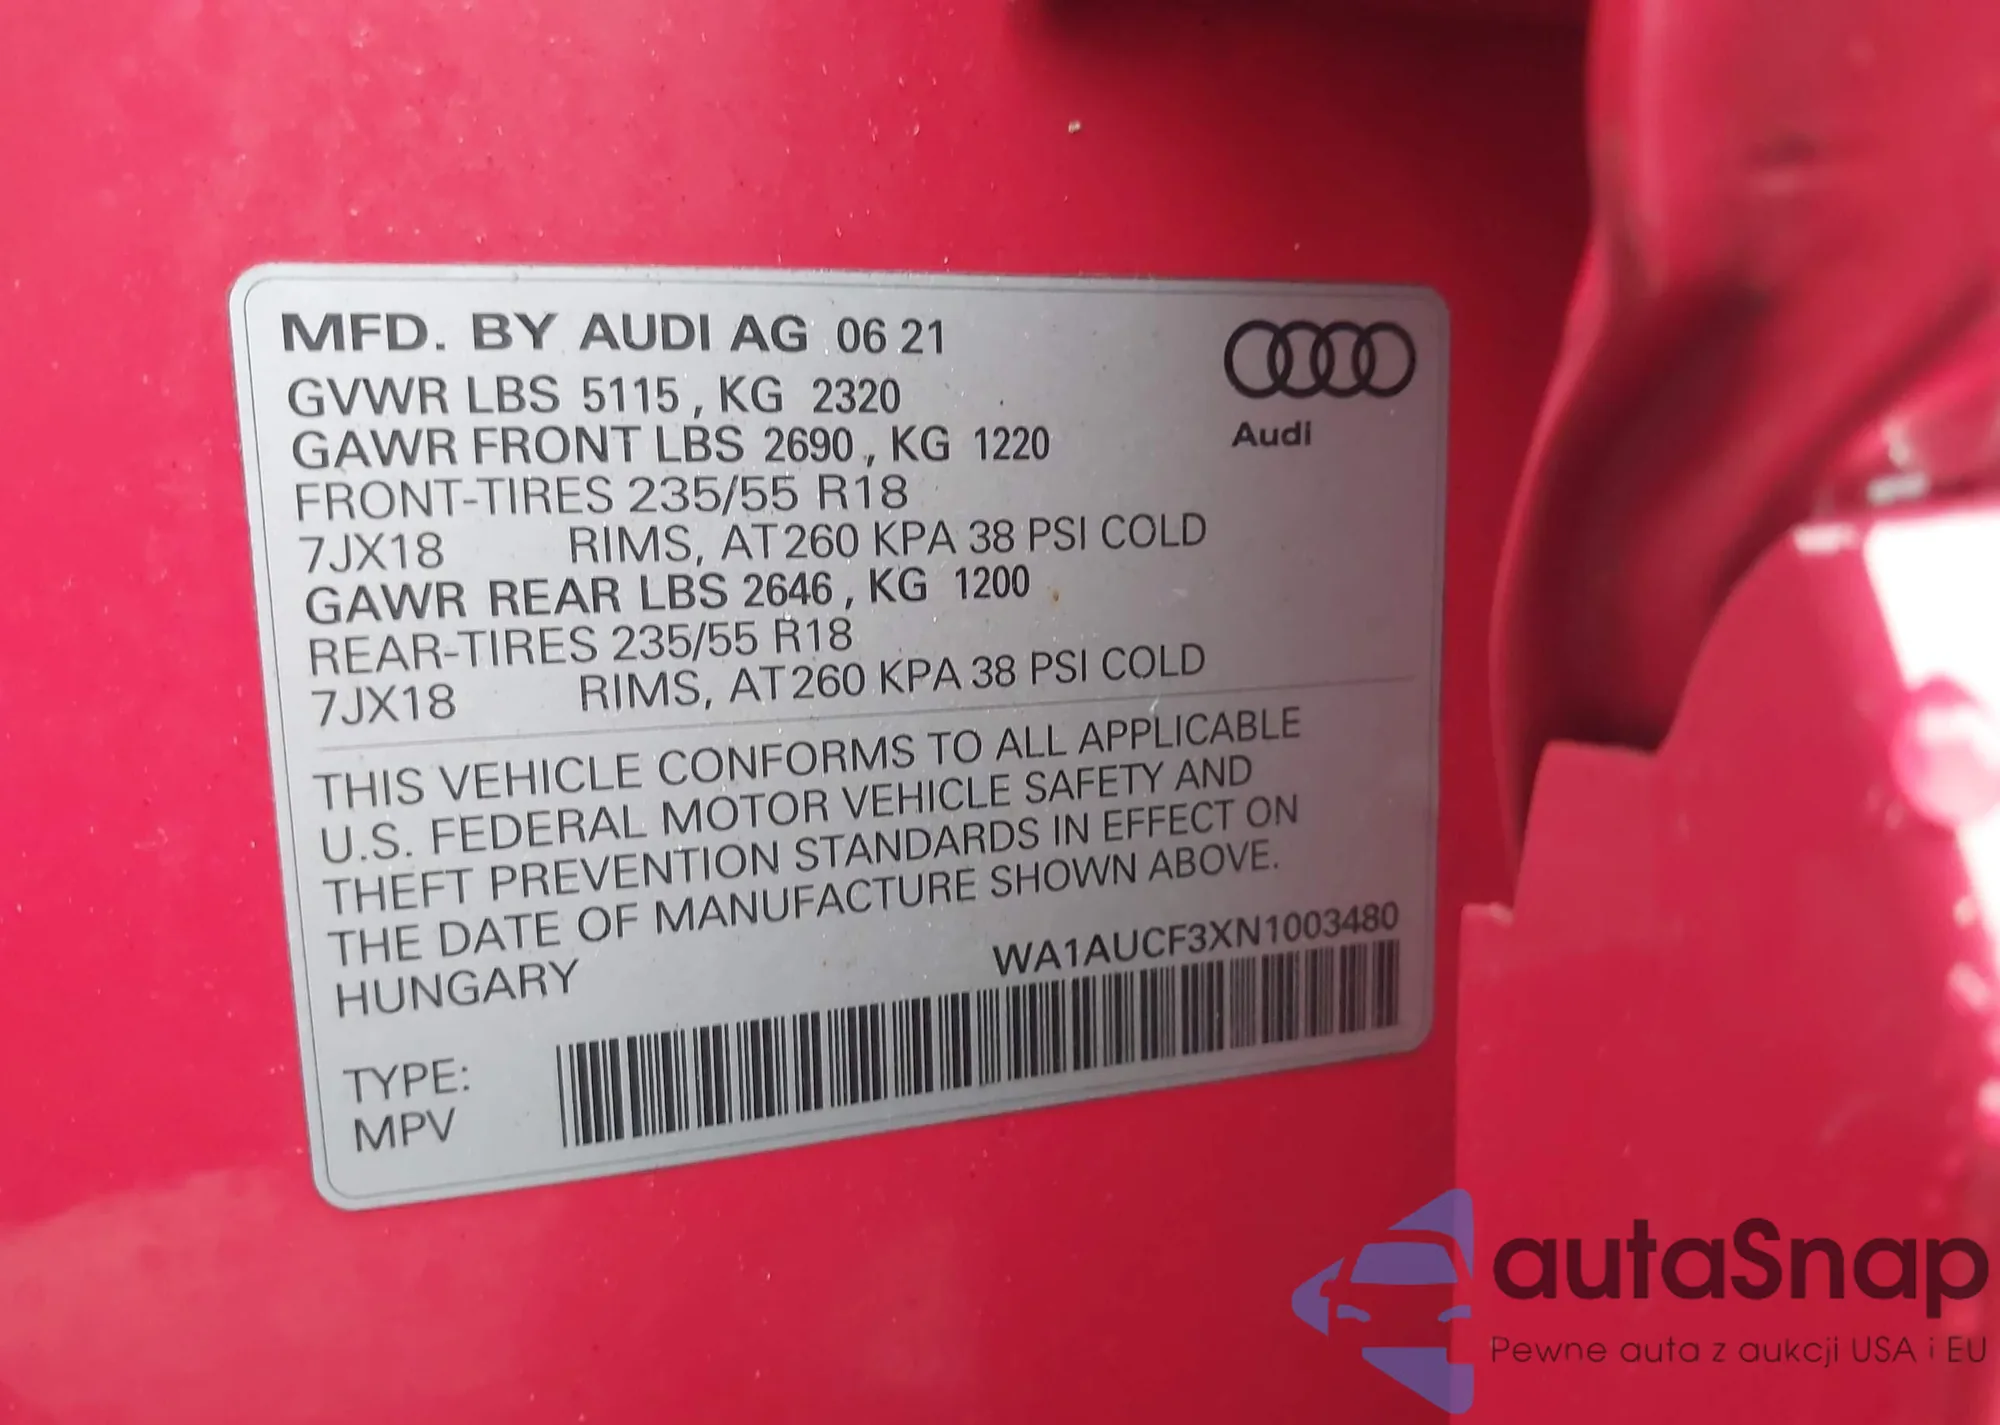 MFD. BY AUDI AG 06 21
GVWR LBS 5115, KG 2320
GAWR FRONT LBS 2690, KG 1220
FRONT-TIRES 235/55 R18
7JX18 RIMS, AT 260 KPA 38 PSI COLD
GAWR REAR LBS 2646, KG 1200
REAR-TIRES 235/55 R18
7JX18 RIMS, AT 260 KPA 38 PSI COLD
Audi
THIS VEHICLE CONFORMS TO ALL APPLICABLE
U.S. FEDERAL MOTOR VEHICLE SAFETY AND
THEFT PREVENTION STANDARDS IN EFFECT ON
THE DATE OF MANUFACTURE SHOWN ABOVE.
HUNGARY
WA1AUCF3XN1003480
TYPE:
MPV
autaSnap
Pewne auta z aukcji USA i EU